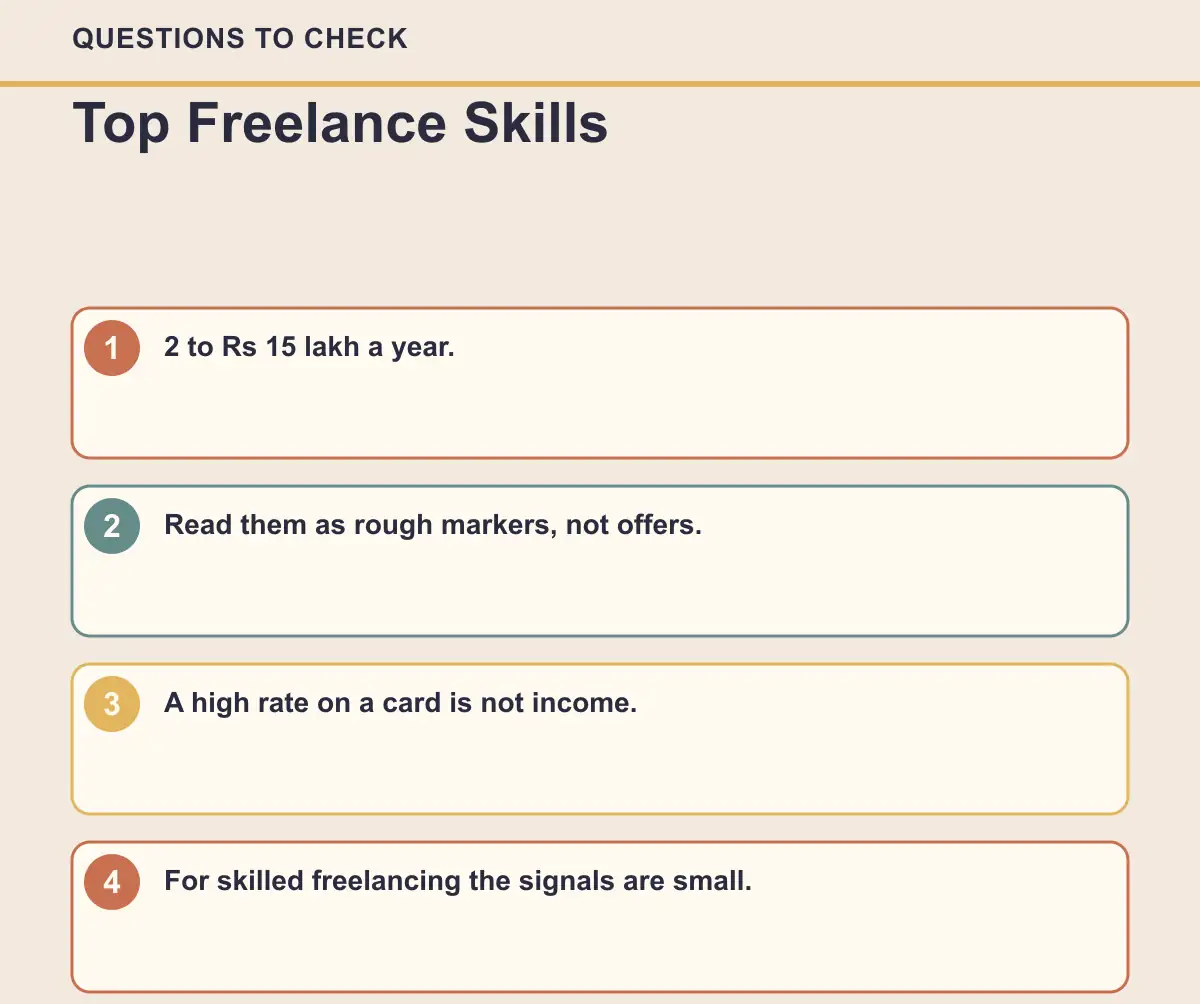 QUESTIONS TO CHECK
Top Freelance Skills
1 2 to Rs 15 lakh a year.
2 Read them as rough markers, not offers.
3 A high rate on a card is not income.
4 For skilled freelancing the signals are small.